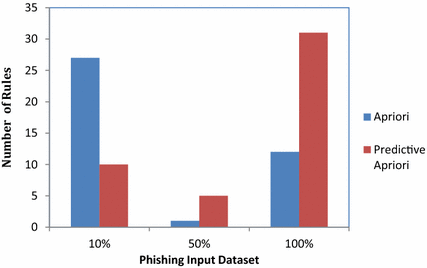 35
30
25
20
15
10
5
0
Number of Rules
10% 50% 100%
Phishing Input Dataset
Apriori
Predictive
Apriori